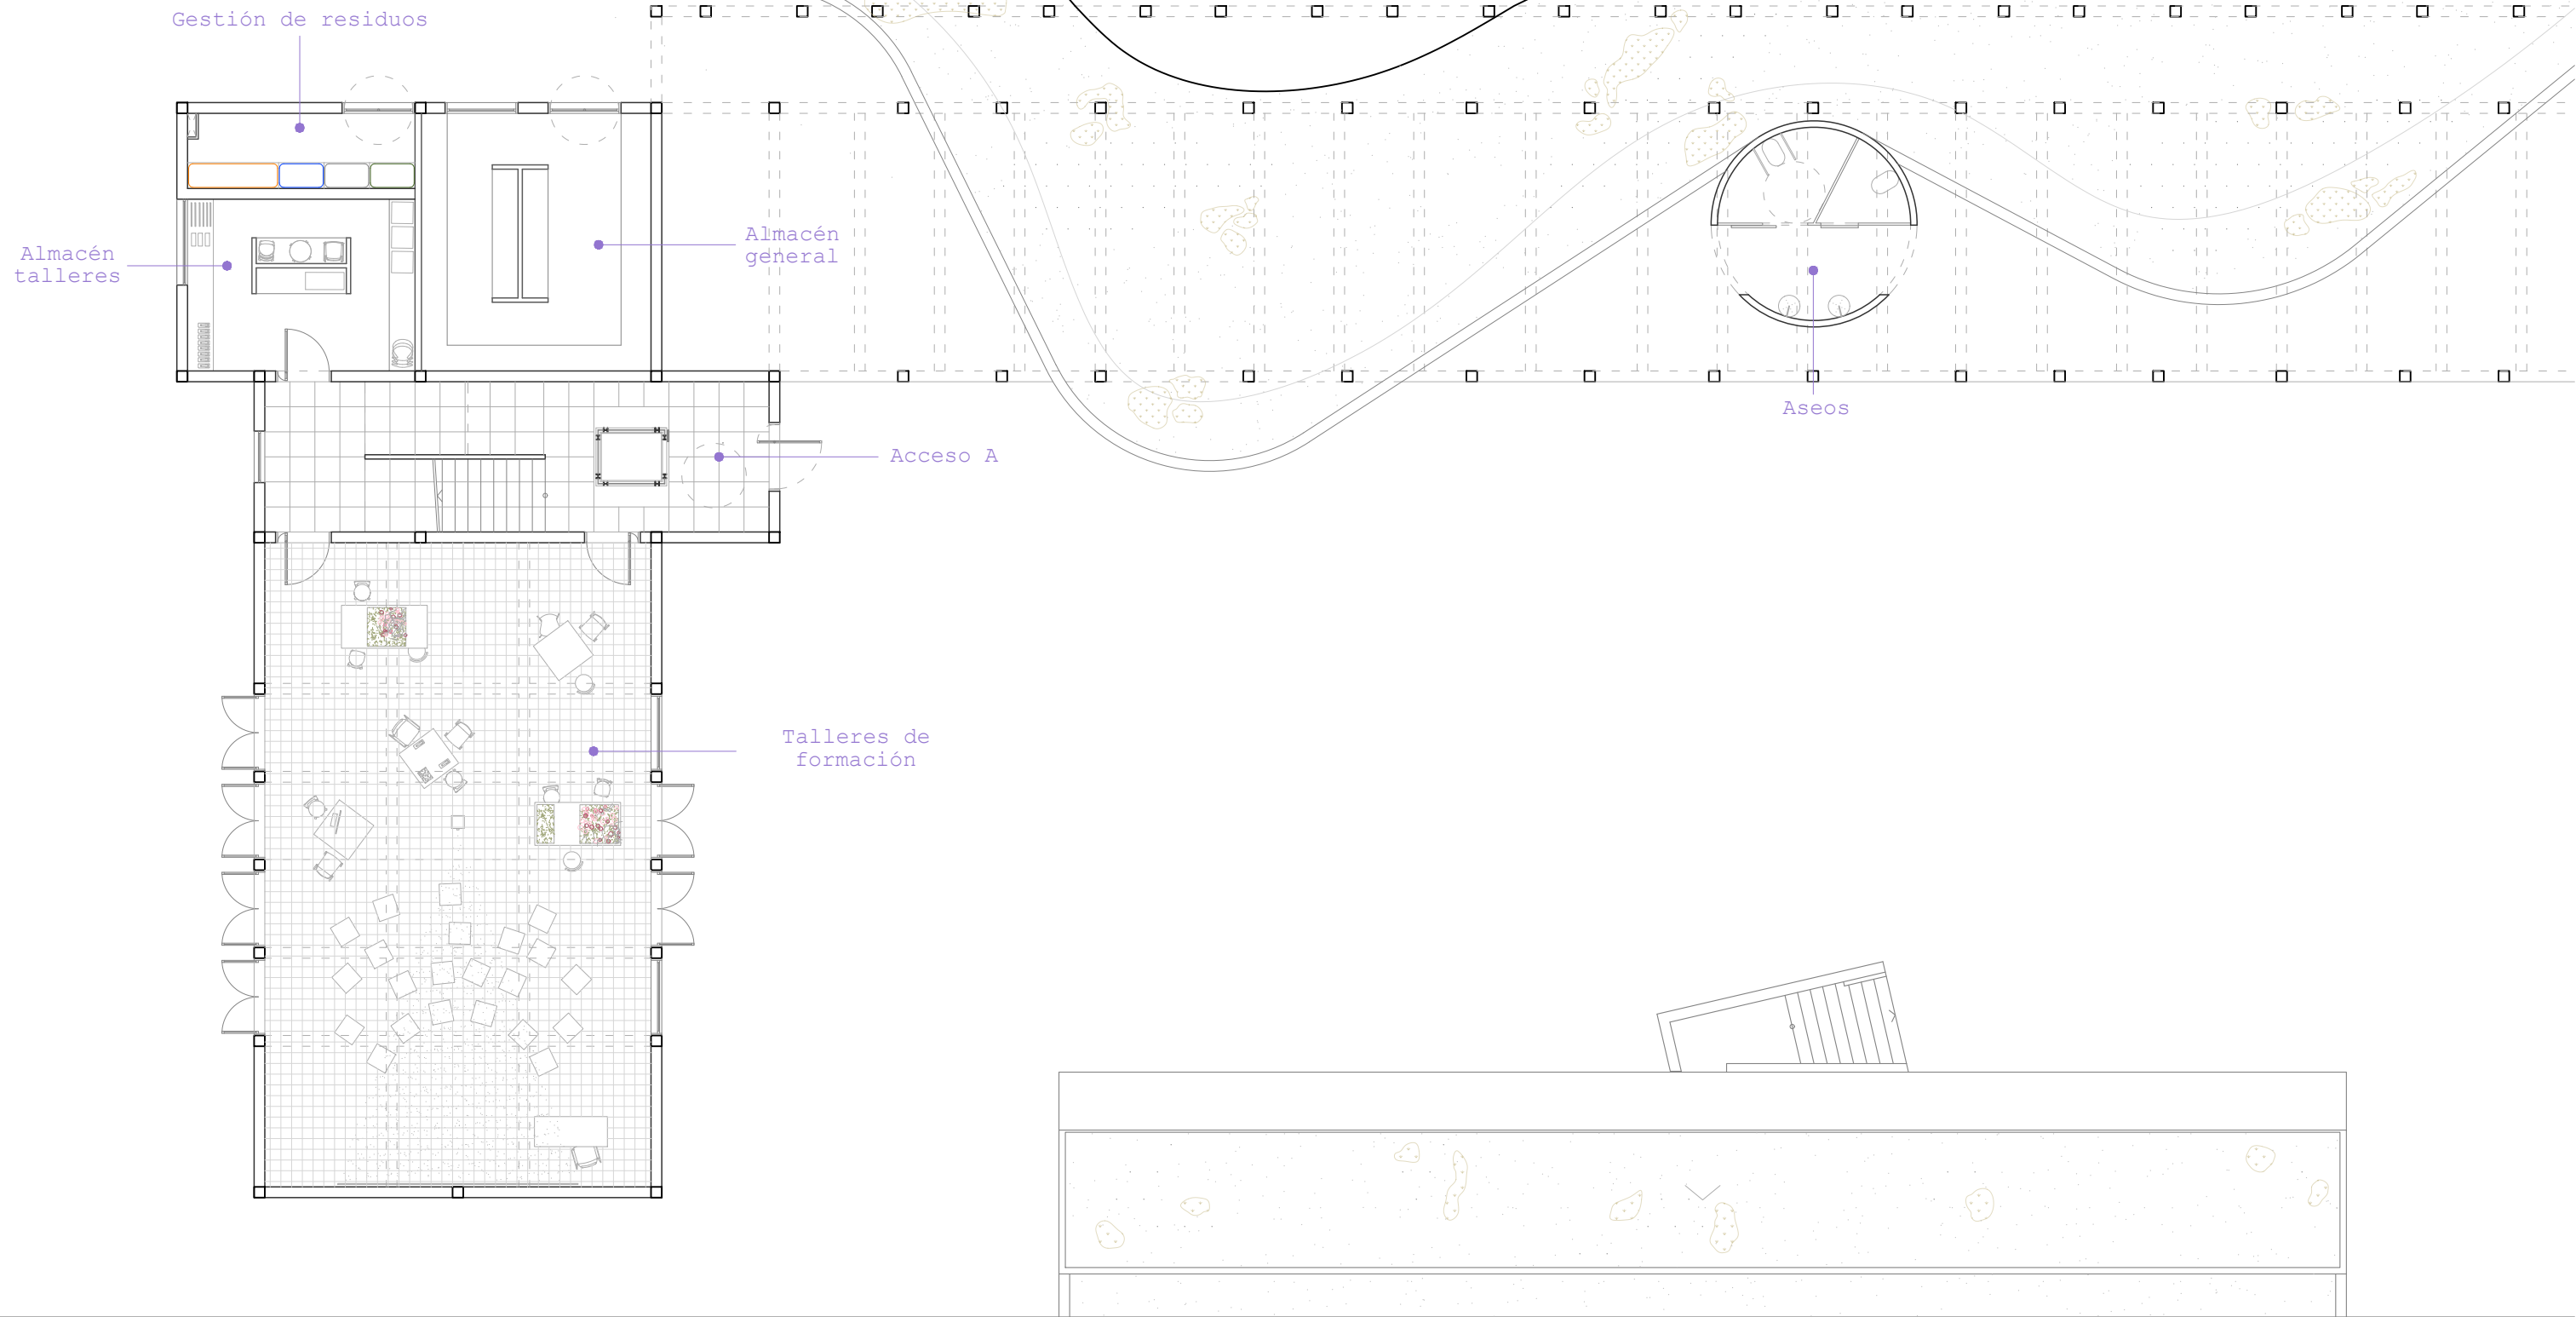 Gestión de residuos
Almacén
talleres
Almacén
general
Aseos
Acceso A
Talleres de
formación